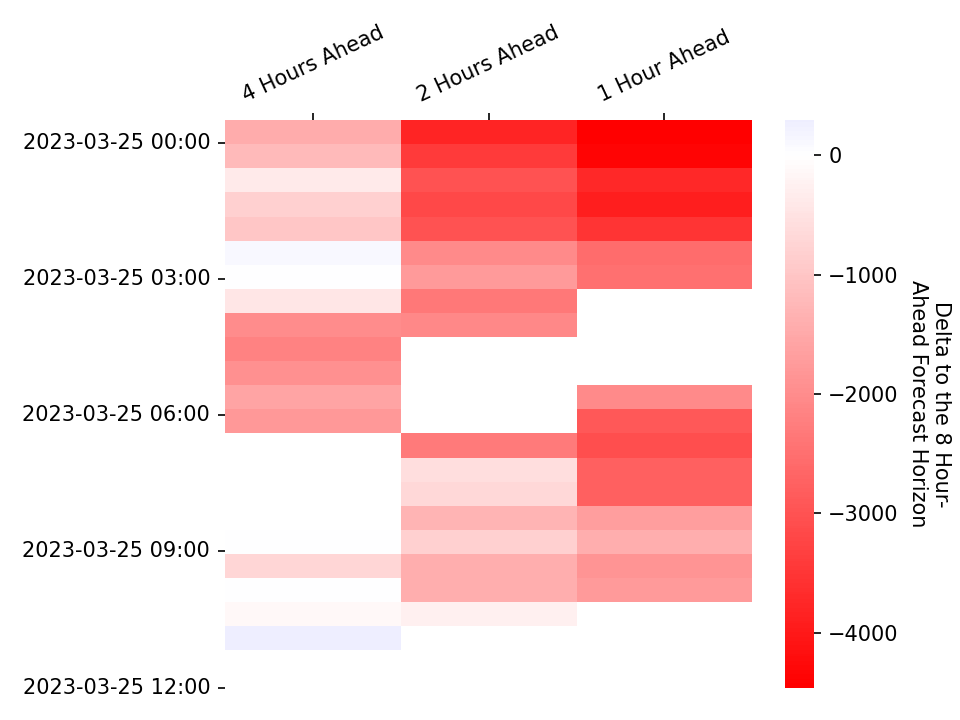 4 Hours Ahead
2 Hours Ahead
1 Hour Ahead
2023-03-25 00:00
2023-03-25 03:00
2023-03-25 06:00
2023-03-25 09:00
2023-03-25 12:00
0
−1000
−2000
−3000
−4000
Delta to the 8 Hour-
Ahead Forecast Horizon